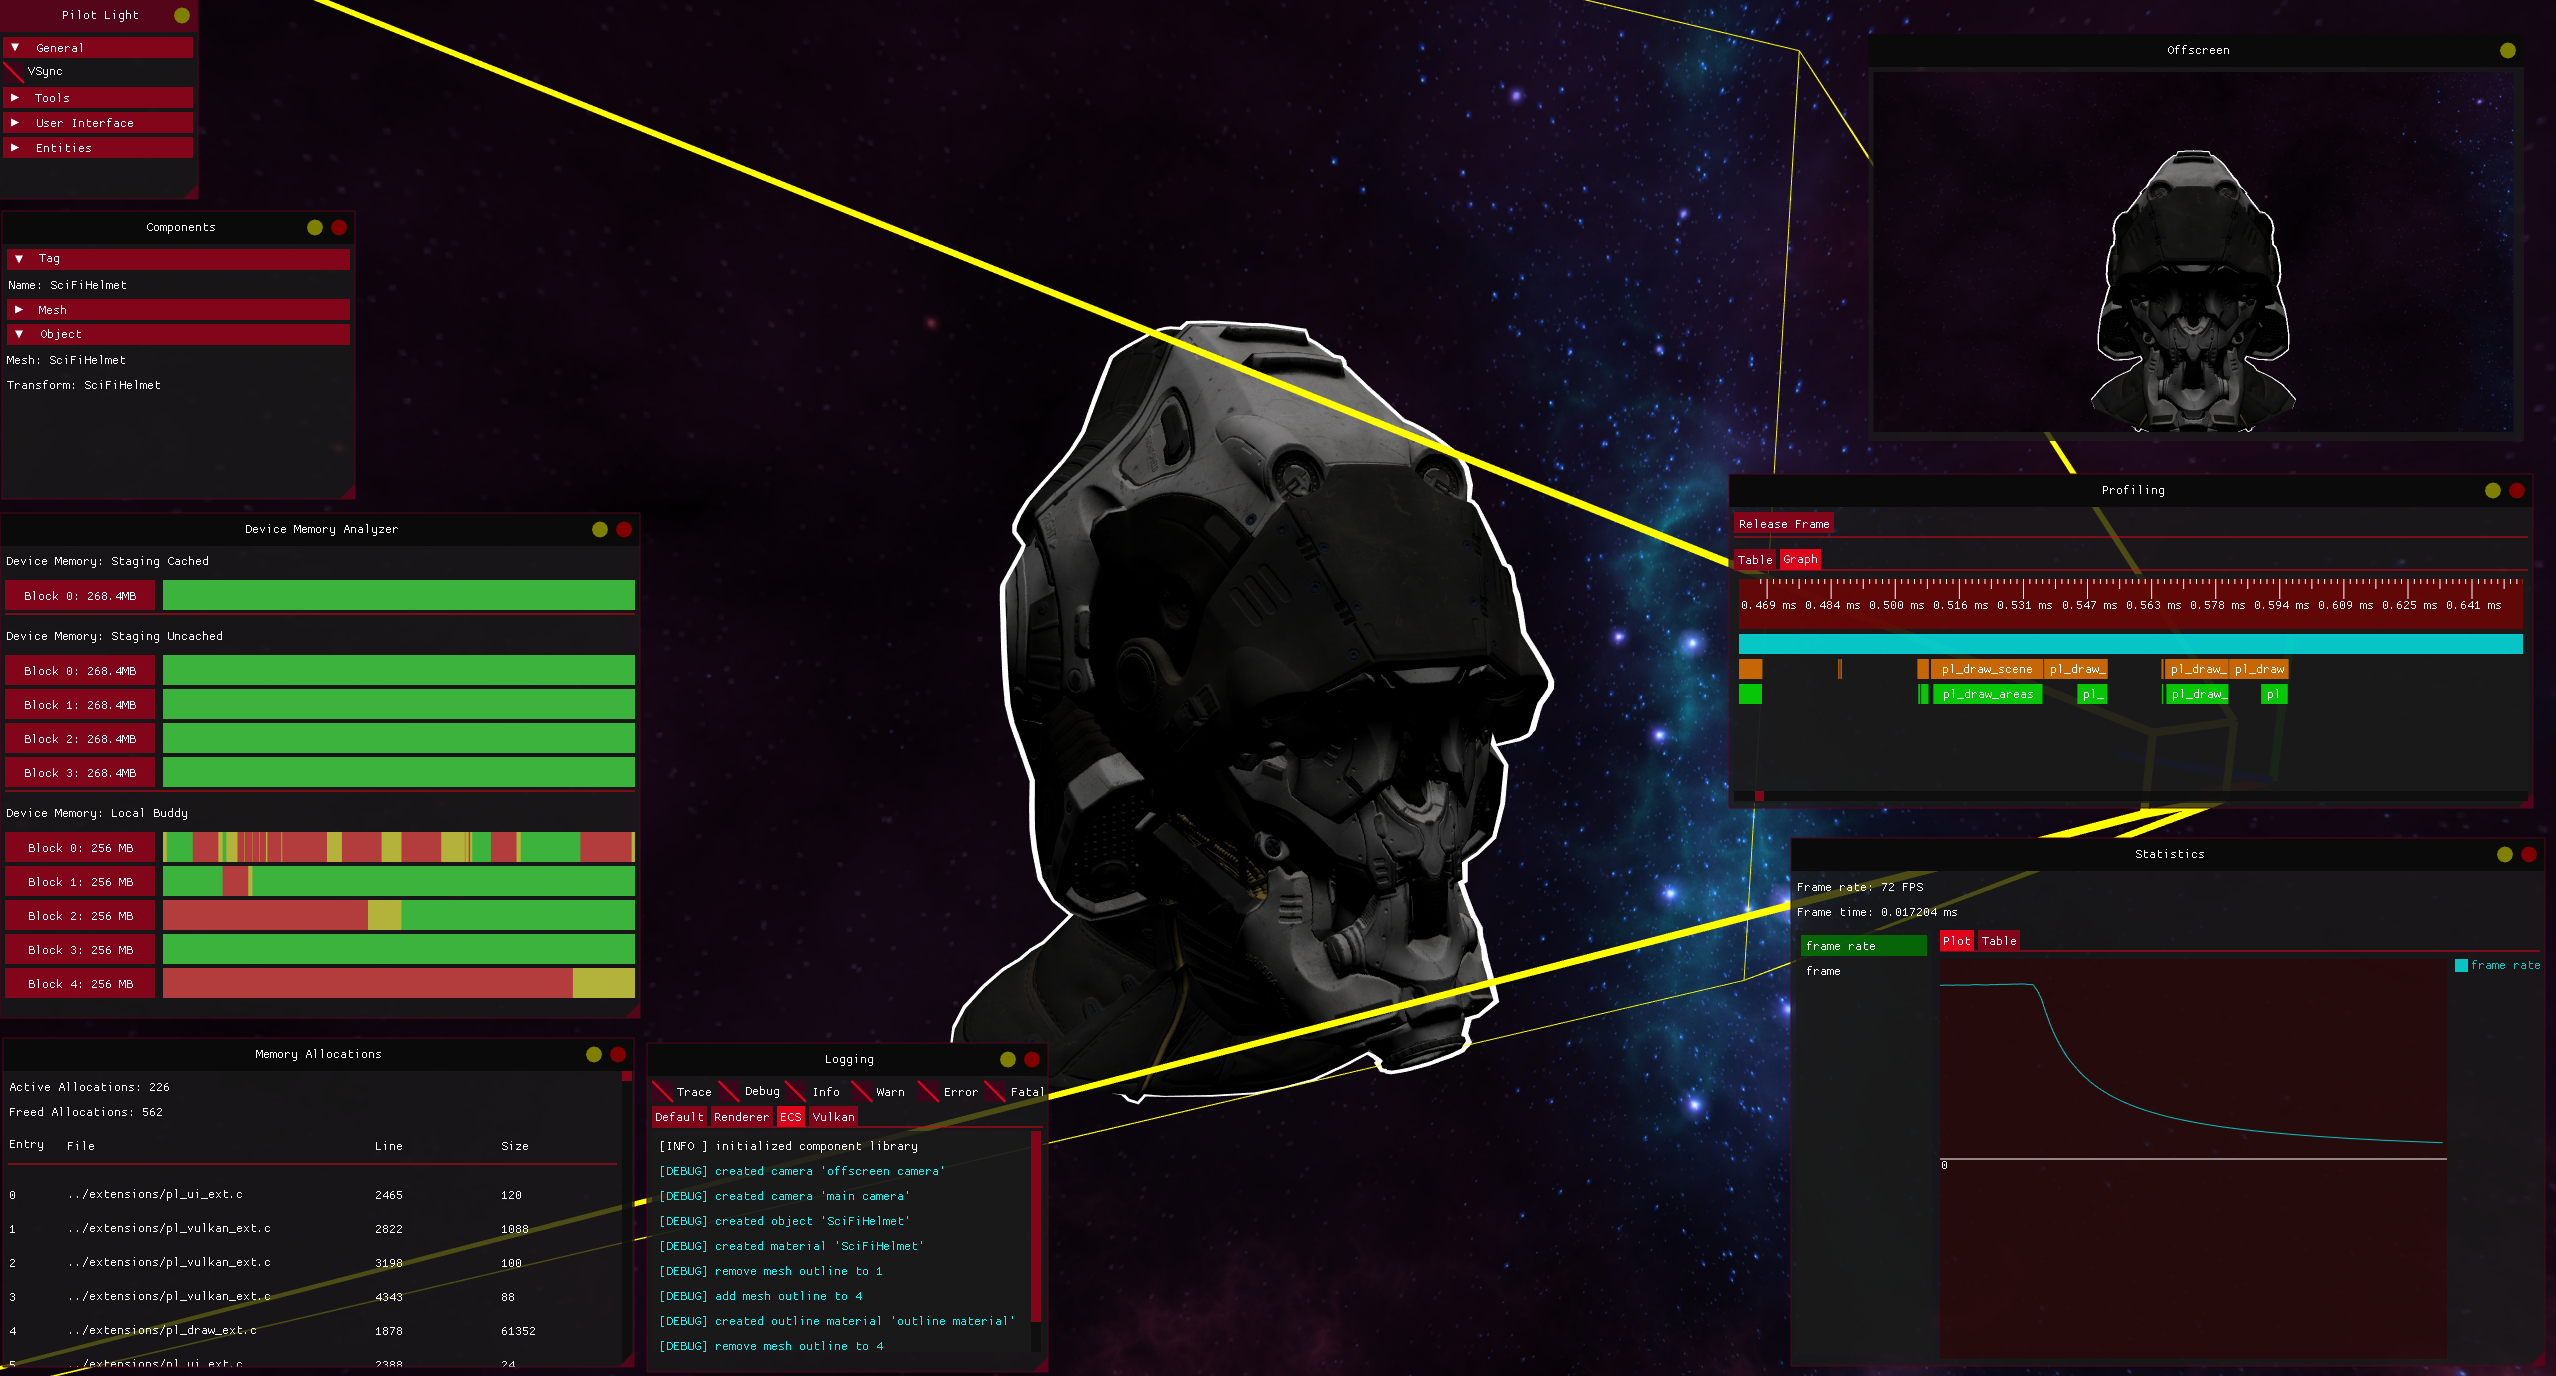 Pilot Light
General
VSync
Tools
User Interface
Entities
Components
Tag
Name: SciFiHelmet
Mesh
Object
Mesh: SciFiHelmet
Transform: SciFiHelmet
Device Memory Analyzer
Device Memory: Staging Cached
Block 0: 268.4MB
Device Memory: Staging Uncached
Block 0: 268.4MB
Block 1: 268.4MB
Block 2: 268.4MB
Block 3: 268.4MB
Device Memory: Local Buddy
Block 0: 256 MB
Block 1: 256 MB
Block 2: 256 MB
Block 3: 256 MB
Block 4: 256 MB
Memory Allocations
Active Allocations: 226
Freed Allocations: 562
Entry File Line Size
0 ../extensions/pl_ui_ext.c 2465 120
1 ../extensions/pl_vulkan_ext.c 2822 1088
2 ../extensions/pl_vulkan_ext.c 3198 100
3 ../extensions/pl_vulkan_ext.c 4343 88
4 ../extensions/pl_draw_ext.c 1878 61352
5 ../extensions/pl_ui_ext.c 2388 24
Logging
Trace Debug Info Warn Error Fatal
Default Renderer ECS Vulkan
[INFO ] initialized component library
[DEBUG] created camera 'offscreen camera'
[DEBUG] created camera 'main camera'
[DEBUG] created object 'SciFiHelmet'
[DEBUG] created material 'SciFiHelmet'
[DEBUG] remove mesh outline to 1
[DEBUG] add mesh outline to 4
[DEBUG] created outline material 'outline material'
[DEBUG] remove mesh outline to 4
Offscreen
Profiling
Release Frame
Table Graph
0.469 ms 0.484 ms 0.500 ms 0.516 ms 0.531 ms 0.547 ms 0.563 ms 0.578 ms 0.594 ms 0.609 ms 0.625 ms 0.641 ms
pl_draw_scene pl_draw_ pl_draw_ pl_draw
pl_draw_areas pl_ pl_draw_ pl
Statistics
Frame rate: 72 FPS
Frame time: 0.017204 ms
frame rate
frame
Plot Table
frame rate
0